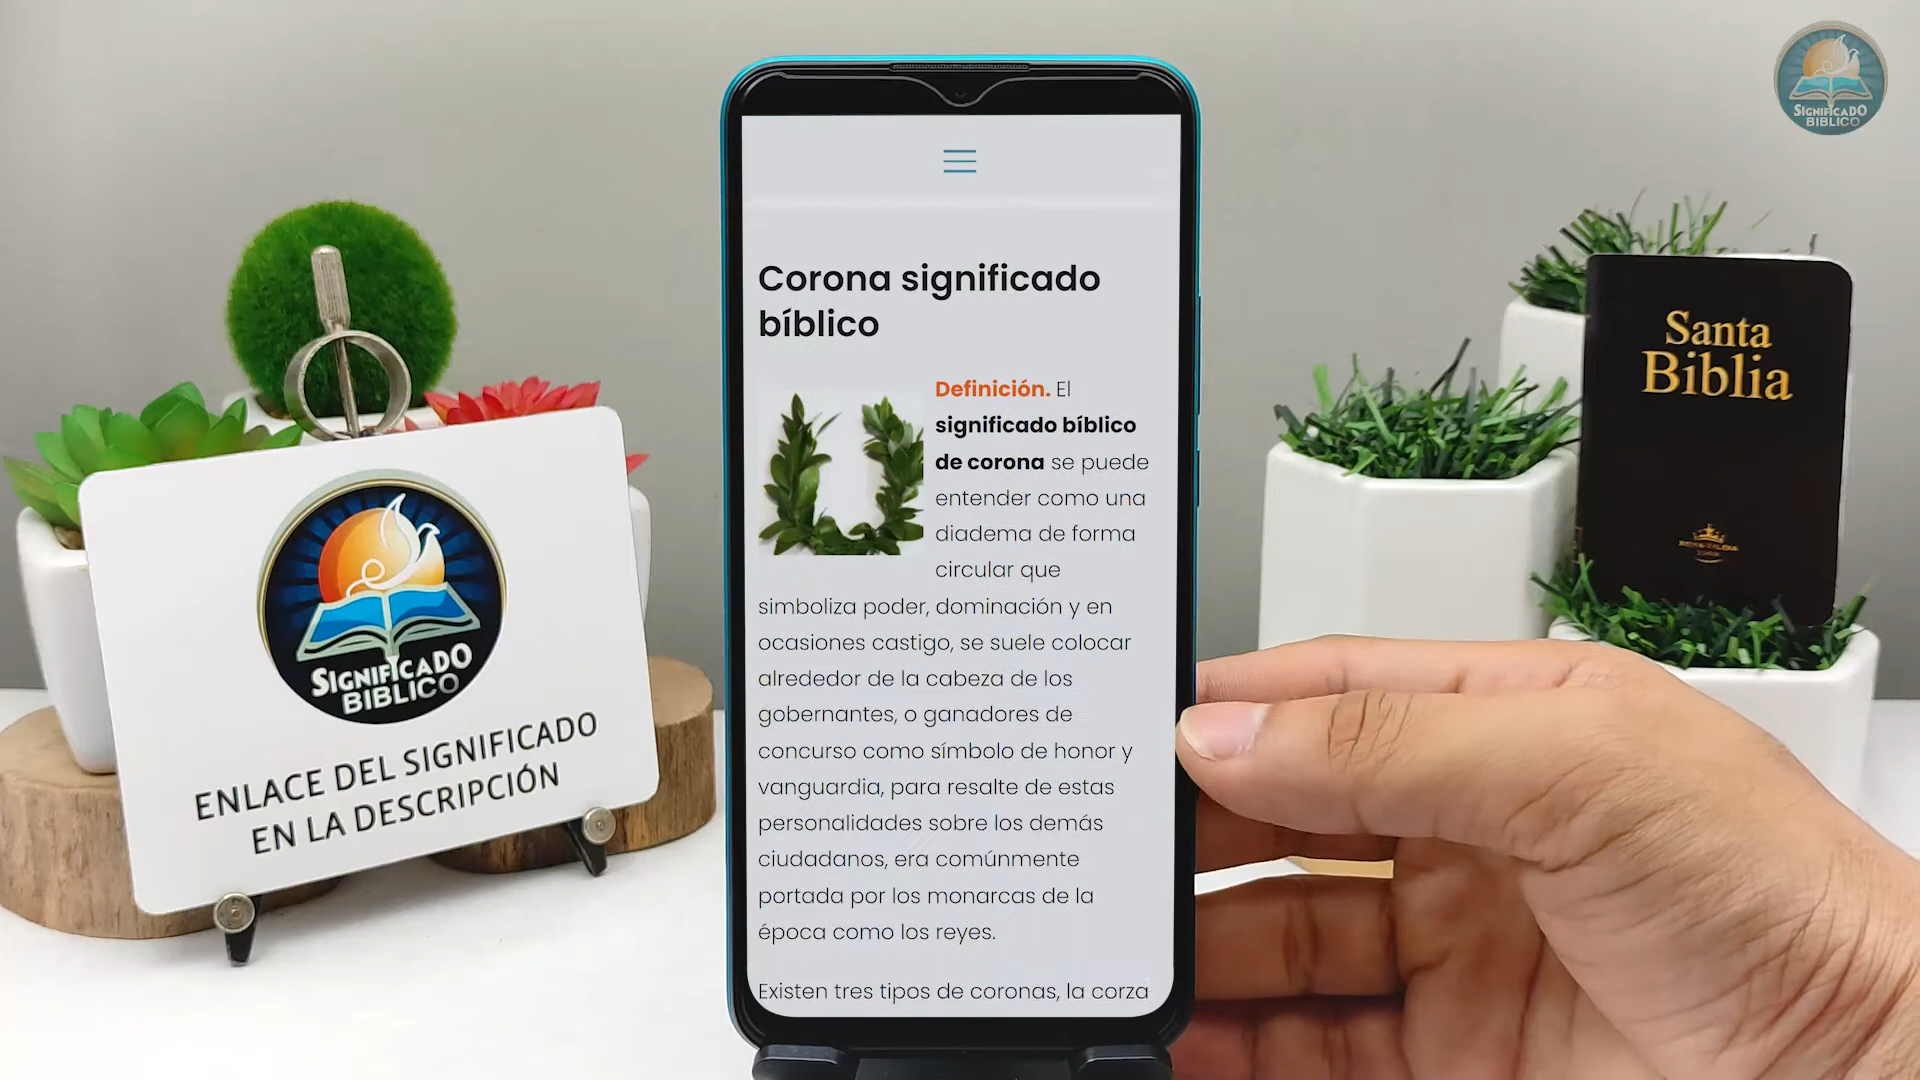 SIGNIFICADO
BIBLICO
Corona significado
bíblico
Definición. El
significado bíblico
de corona se puede
entender como una
diadema de forma
circular que
simboliza poder, dominación y en
ocasiones castigo, se suele colocar
alrededor de la cabeza de los
gobernantes, o ganadores de
concurso como símbolo de honor y
vanguardia, para resalte de estas
personalidades sobre los demás
ciudadanos, era comúnmente
portada por los monarcas de la
época como los reyes.
Existen tres tipos de coronas, la corza
SIGNIFICADO
BIBLICO
ENLACE DEL SIGNIFICADO
EN LA DESCRIPCIÓN
Santa
Biblia